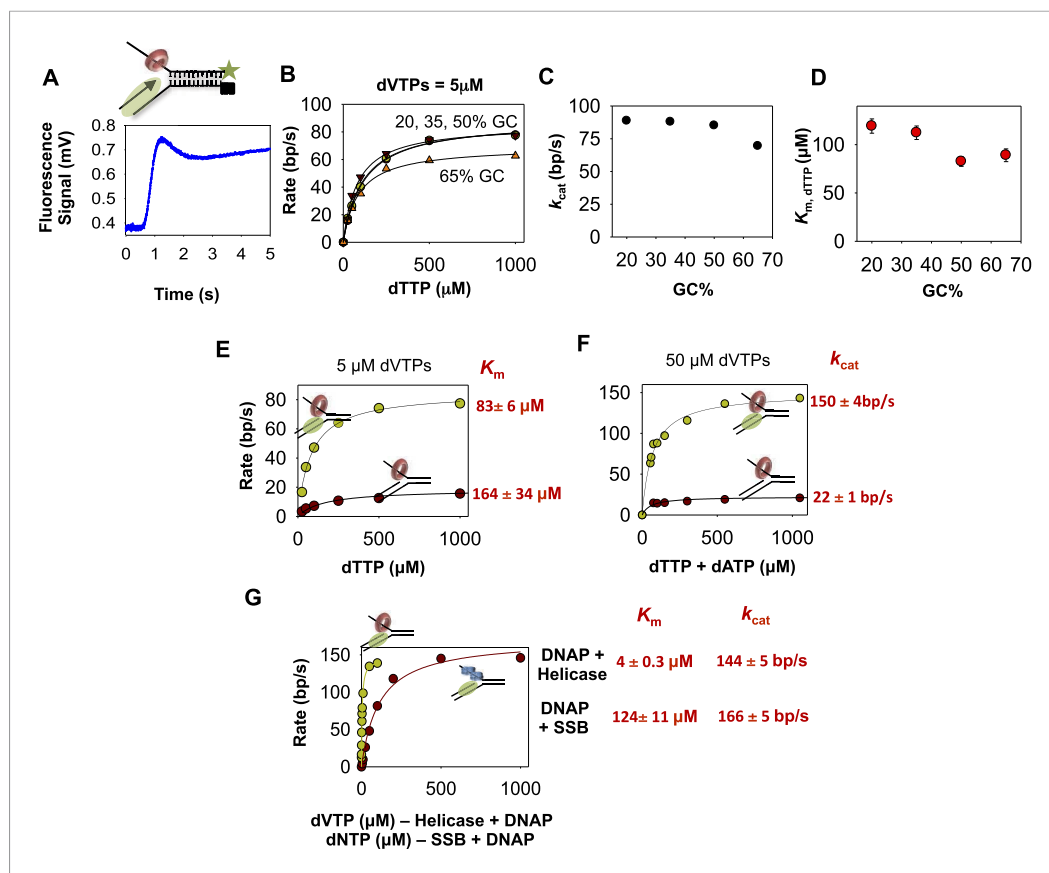 A
Fluorescence
Signal (mV)
0.8
0.7
0.6
0.5
0.4
0 1 2 3 4 5
Time (s)
B
dVTPs = 5μM
Rate (bp/s)
100
80
60
40
20
0
20, 35, 50% GC
65% GC
0 500 1000
dTTP (μM)
C
kcat (bp/s)
100
75
50
25
0
20 30 40 50 60 70
GC%
D
Km, dTTP (μM)
100
50
0
20 30 40 50 60 70
GC%
E
5 μM dVTPs
Km
Rate (bp/s)
80
60
40
20
0
83± 6 μM
164 ± 34 μM
0 500 1000
dTTP (μM)
F
50 μM dVTPs
kcat
150
100
50
0
150 ± 4bp/s
22 ± 1 bp/s
0 500 1000
dTTP + dATP (μM)
G
Km kcat
Rate (bp/s)
150
100
50
0
DNAP +
Helicase
4 ± 0.3 μM 144 ± 5 bp/s
DNAP
+ SSB
124± 11 μM 166 ± 5 bp/s
0 500 1000
dVTP (μM) – Helicase + DNAP
dNTP (μM) – SSB + DNAP